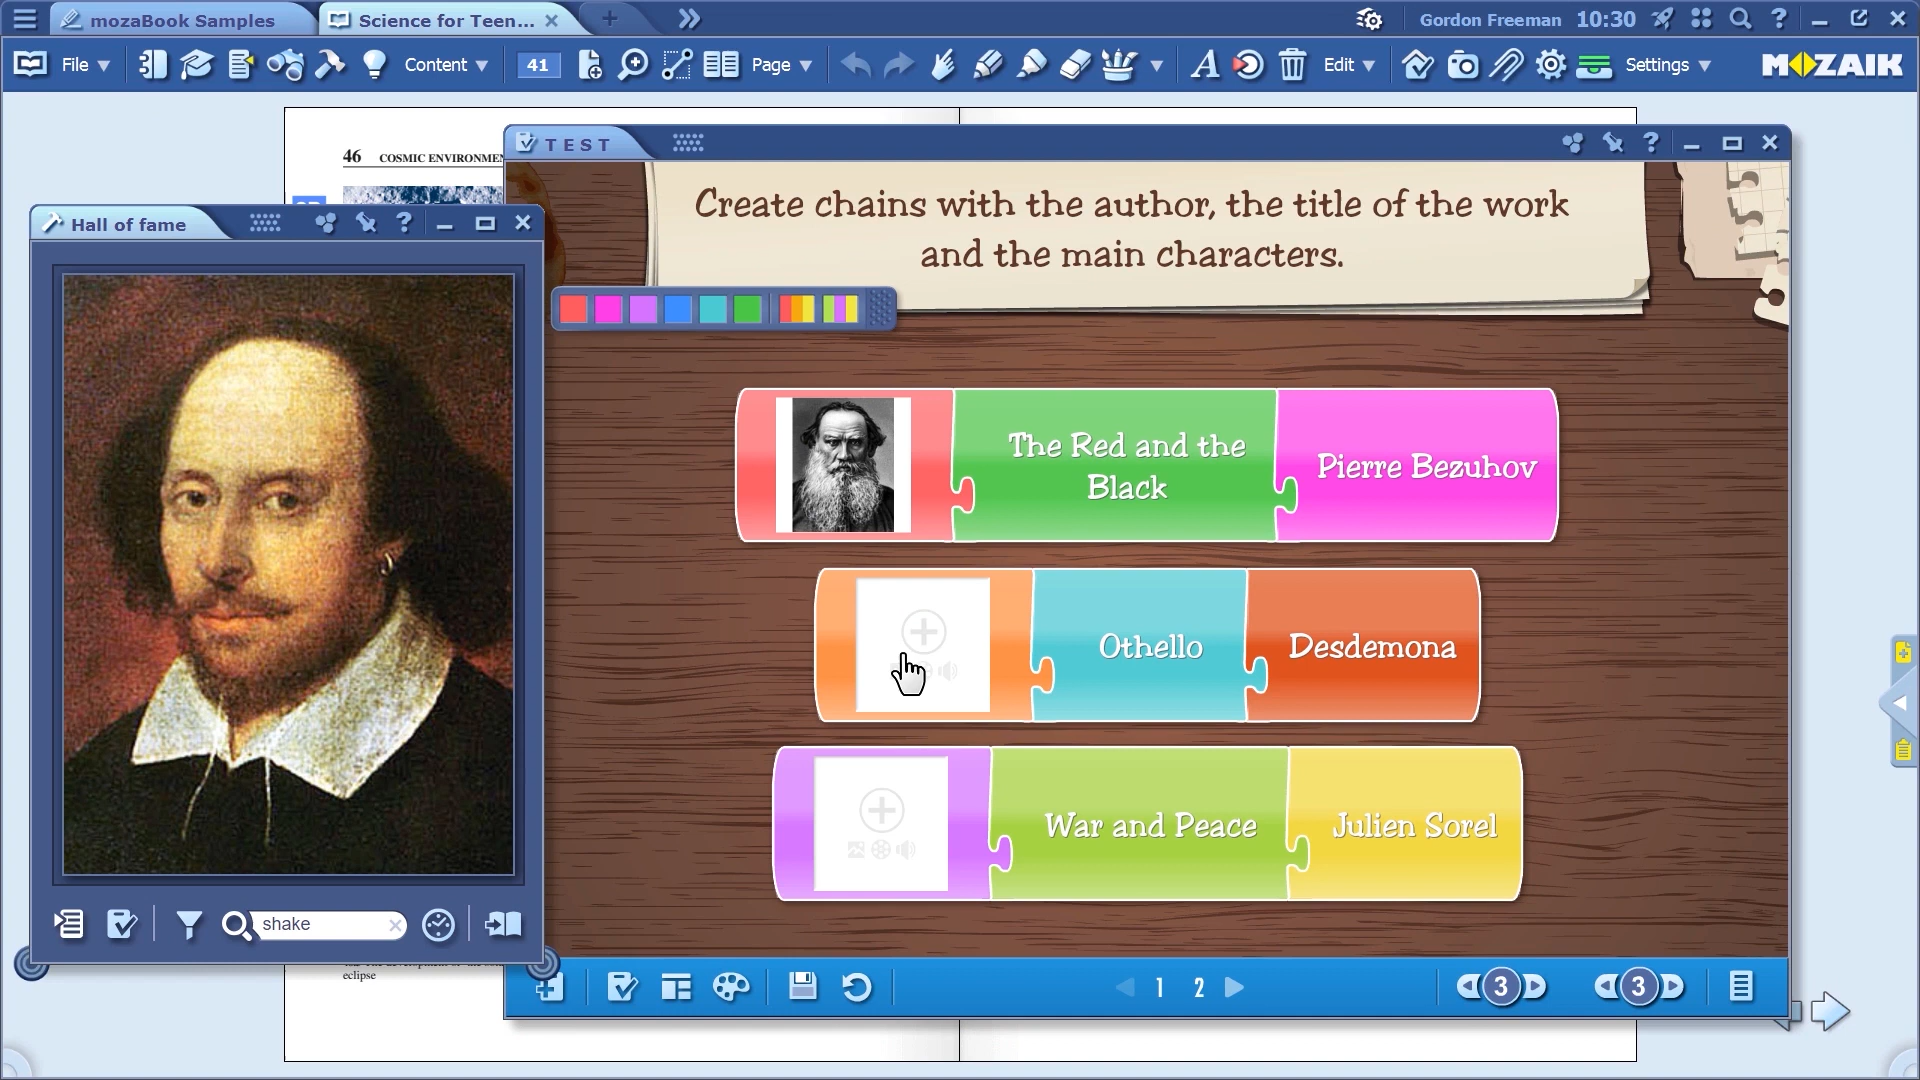 mozaBook Samples
Science for Teen...
Gordon Freeman
10:30
File
Content
41
Page
Edit
Settings
MOZAIK
46 COSMIC ENVIRONMEN
TEST
Create chains with the author, the title of the work
and the main characters.
Hall of fame
The Red and the
Black
Pierre Bezuhov
Othello
Desdemona
War and Peace
Julien Sorel
shake
eclipse
1 2
3
3